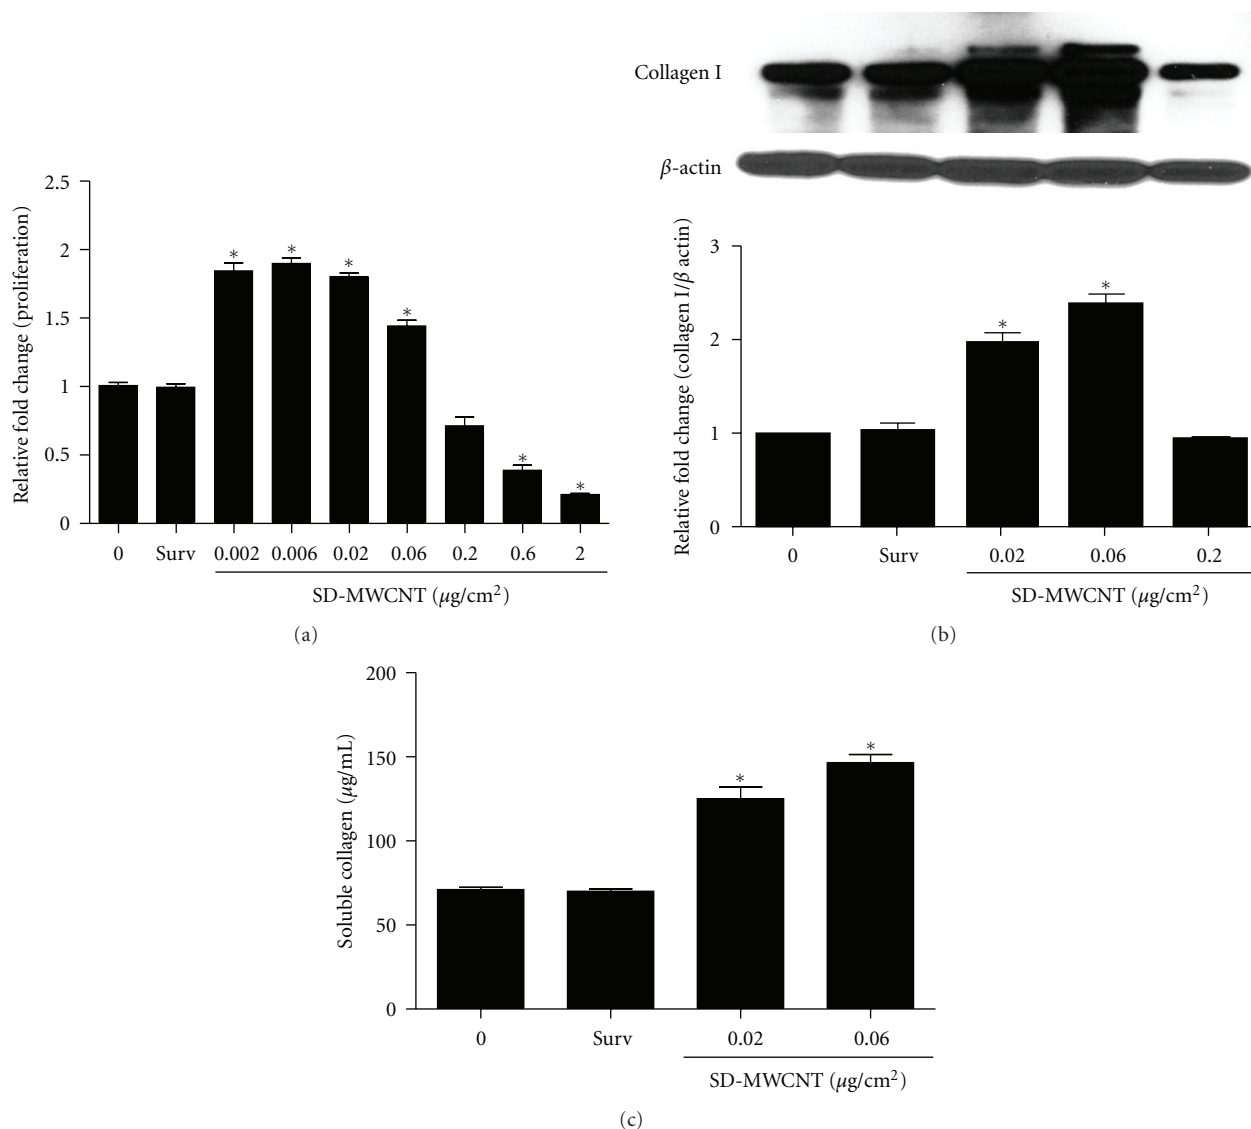 Collagen I
β-actin
Relative fold change (proliferation)
2.5
2
1.5
1
0.5
0
* * * * * *
0 Surv 0.002 0.006 0.02 0.06 0.2 0.6 2
SD-MWCNT (μg/cm²)
(a)
Relative fold change (collagen I/β actin)
3
2
1
0
* *
0 Surv 0.02 0.06 0.2
SD-MWCNT (μg/cm²)
(b)
Soluble collagen (μg/mL)
200
150
100
50
0
* *
0 Surv 0.02 0.06
SD-MWCNT (μg/cm²)
(c)